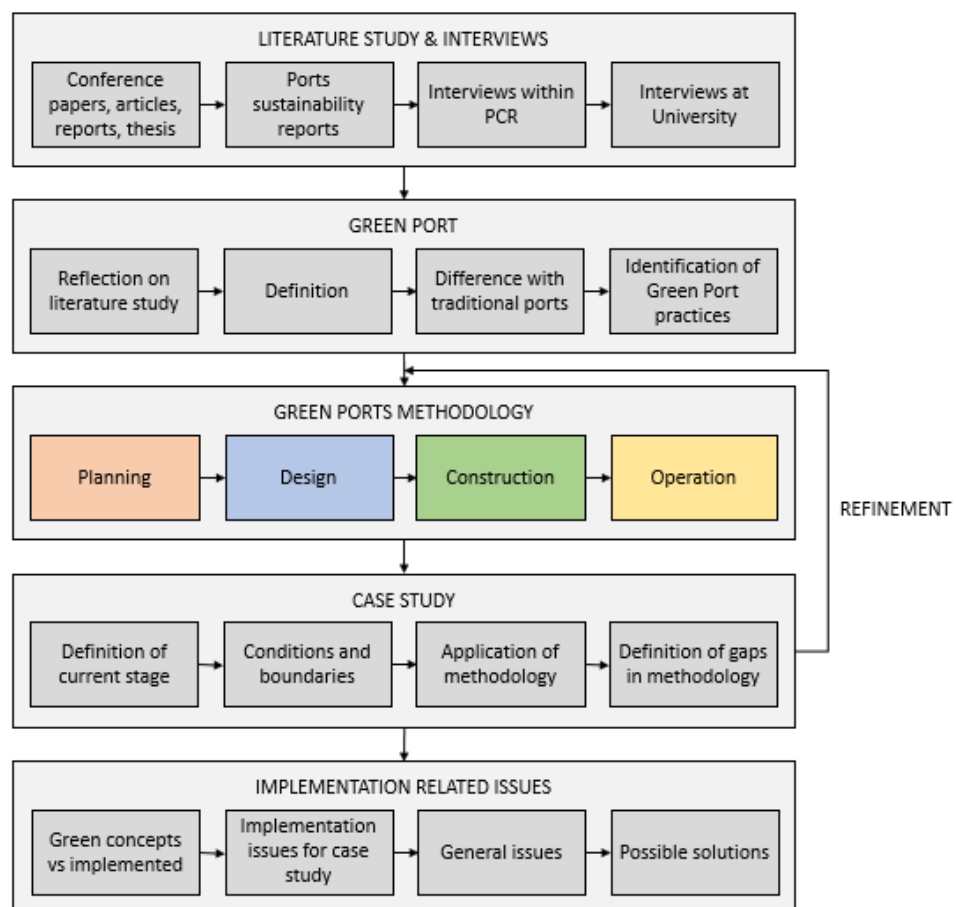 LITERATURE STUDY & INTERVIEWS
Conference
papers, articles,
reports, thesis
Ports
sustainability
reports
Interviews within
PCR
Interviews at
University
GREEN PORT
Reflection on
literature study
Definition
Difference with
traditional ports
Identification of
Green Port
practices
GREEN PORTS METHODOLOGY
Planning
Design
Construction
Operation
REFINEMENT
CASE STUDY
Definition of
current stage
Conditions and
boundaries
Application of
methodology
Definition of gaps
in methodology
IMPLEMENTATION RELATED ISSUES
Green concepts
vs implemented
Implementation
issues for case
study
General issues
Possible solutions